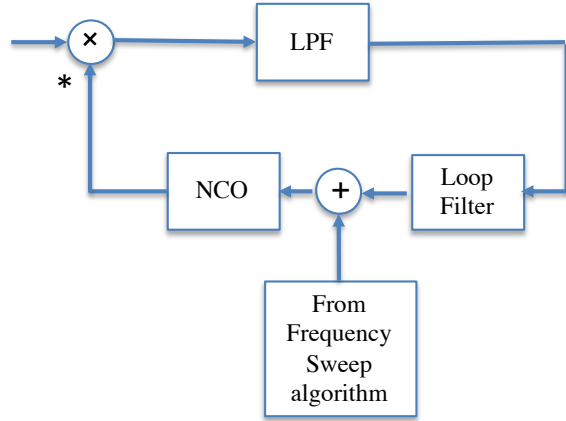 ×
LPF
*
NCO
+
Loop
Filter
From
Frequency
Sweep
algorithm